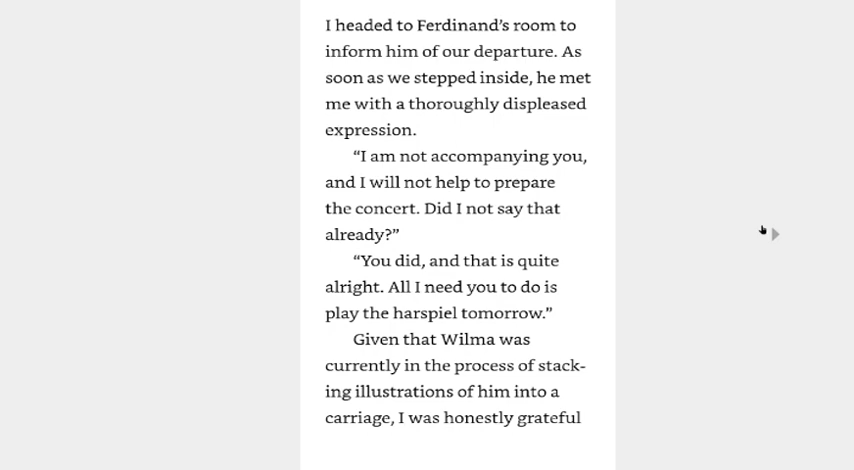 I headed to Ferdinand’s room to
inform him of our departure. As
soon as we stepped inside, he met
me with a thoroughly displeased
expression.
“I am not accompanying you,
and I will not help to prepare
the concert. Did I not say that
already?”
“You did, and that is quite
alright. All I need you to do is
play the harspiel tomorrow.”
Given that Wilma was
currently in the process of stack-
ing illustrations of him into a
carriage, I was honestly grateful